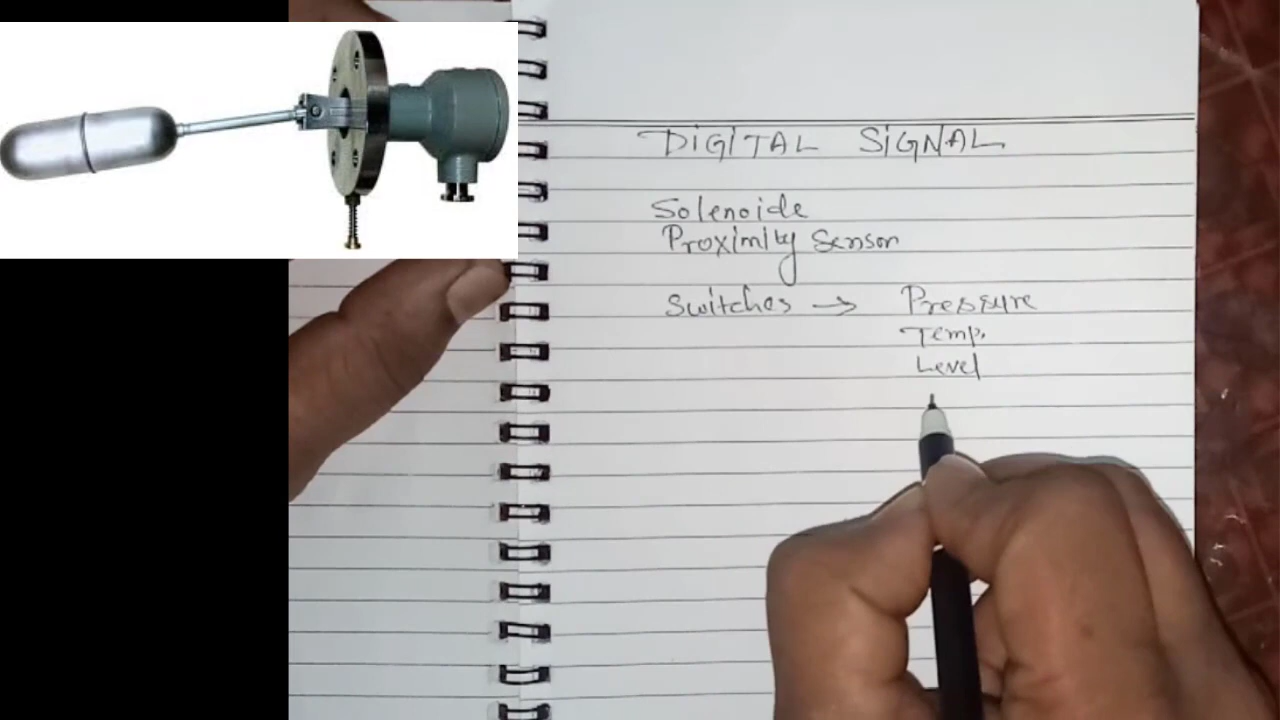 DIGITAL SIGNAL
Solenoide
Proximity Sensor
Switches → Pressure
Temp.
Level